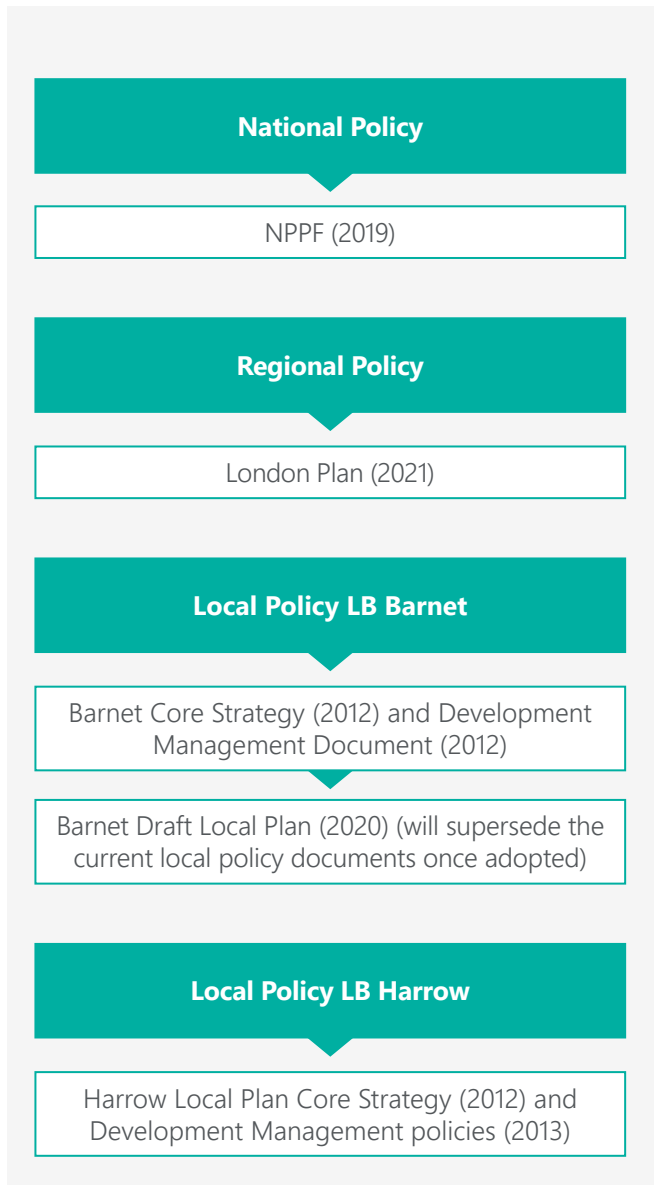 National Policy
NPPF (2019)
Regional Policy
London Plan (2021)
Local Policy LB Barnet
Barnet Core Strategy (2012) and Development
Management Document (2012)
Barnet Draft Local Plan (2020) (will supersede the
current local policy documents once adopted)
Local Policy LB Harrow
Harrow Local Plan Core Strategy (2012) and
Development Management policies (2013)